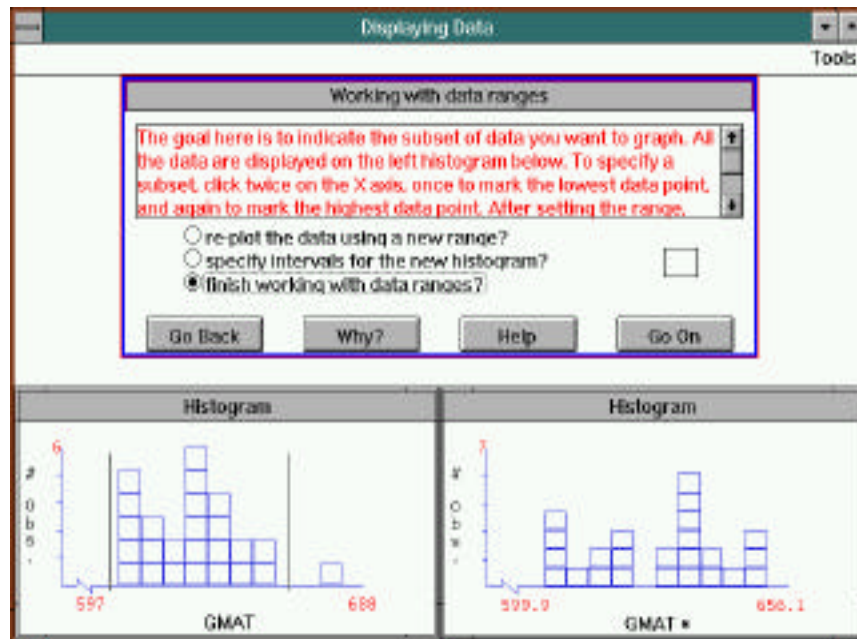 Displaying Data
Tools
Working with data ranges
The goal here is to indicate the subset of data you want to graph. All
the data are displayed on the left histogram below. To specify a
subset, click twice on the X axis, once to mark the lowest data point,
and again to mark the highest data point. After setting the range,
re-plot the data using a new range?
specify intervals for the new histogram?
finish working with data ranges?
Go Back
Why?
Help
Go On
Histogram
6
# Obs.
597
688
GMAT
Histogram
7
# Obs.
599.9
656.1
GMAT *